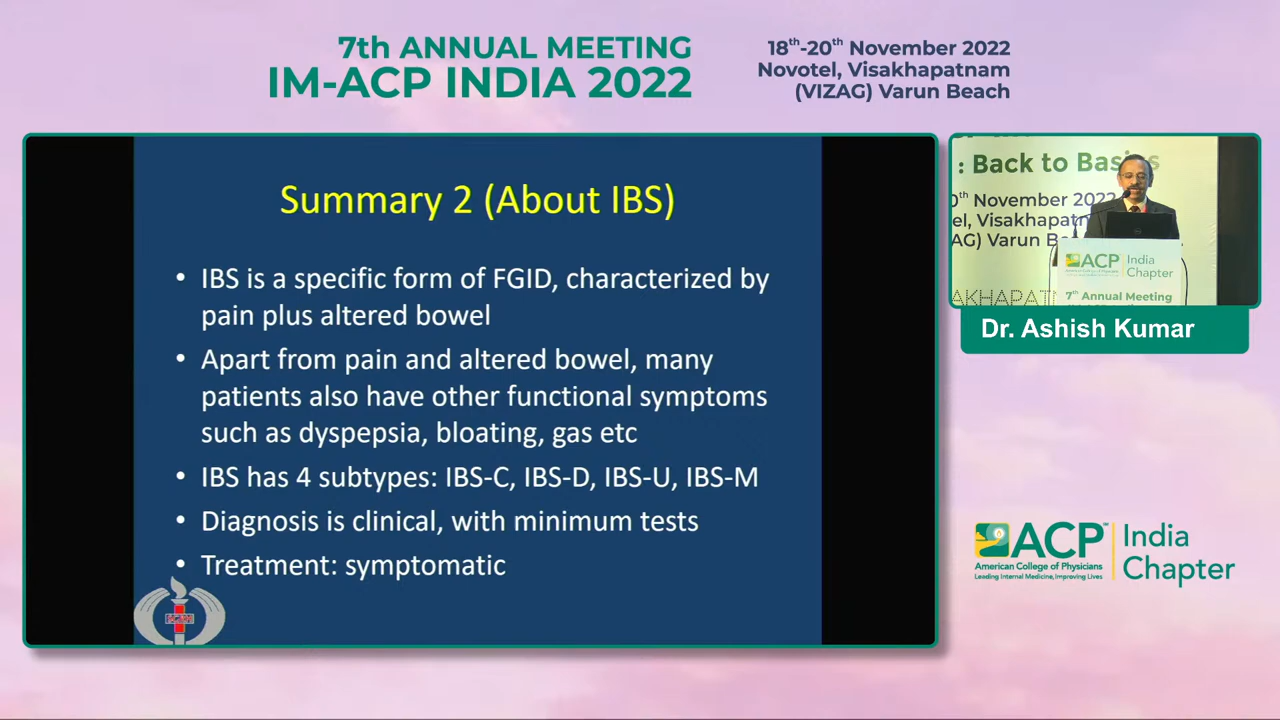 7th ANNUAL MEETING
IM-ACP INDIA 2022
18th-20th November 2022
Novotel, Visakhapatnam
(VIZAG) Varun Beach
Summary 2 (About IBS)
• IBS is a specific form of FGID, characterized by
pain plus altered bowel
• Apart from pain and altered bowel, many
patients also have other functional symptoms
such as dyspepsia, bloating, gas etc
• IBS has 4 subtypes: IBS-C, IBS-D, IBS-U, IBS-M
• Diagnosis is clinical, with minimum tests
• Treatment: symptomatic
: Back to Basics
November 2022
Varun
ACP India
Chapter
7th Annual Meeting
Dr. Ashish Kumar
ACP
American College of Physicians
Leading Internal Medicine, Improving Lives
India
Chapter